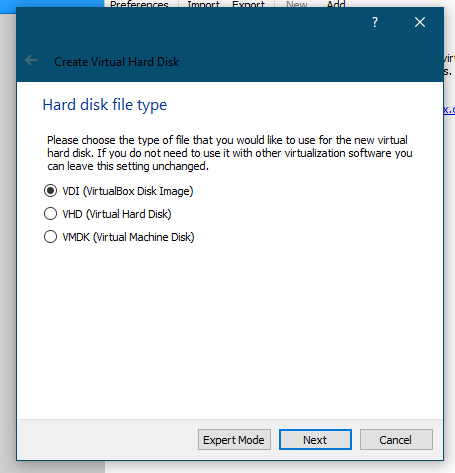 Preferences Import Export New Add
?
Create Virtual Hard Disk
Hard disk file type
Please choose the type of file that you would like to use for the new virtual
hard disk. If you do not need to use it with other virtualization software you
can leave this setting unchanged.
VDI (VirtualBox Disk Image)
VHD (Virtual Hard Disk)
VMDK (Virtual Machine Disk)
Expert Mode Next Cancel